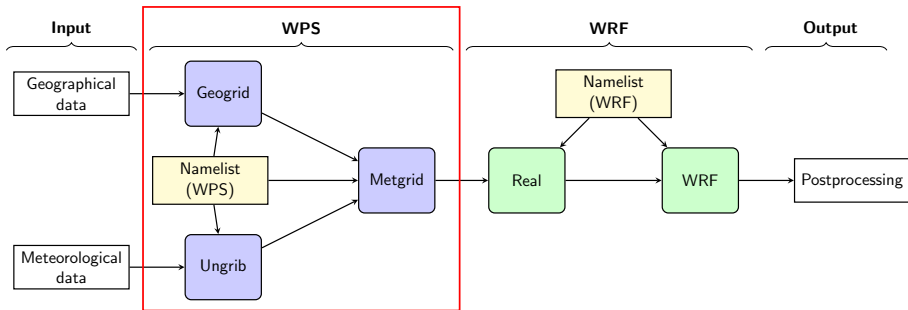 Input
WPS
WRF
Output
Geographical
data
Geogrid
Namelist
(WRF)
Namelist
(WPS)
Metgrid
Real
WRF
Postprocessing
Meteorological
data
Ungrib